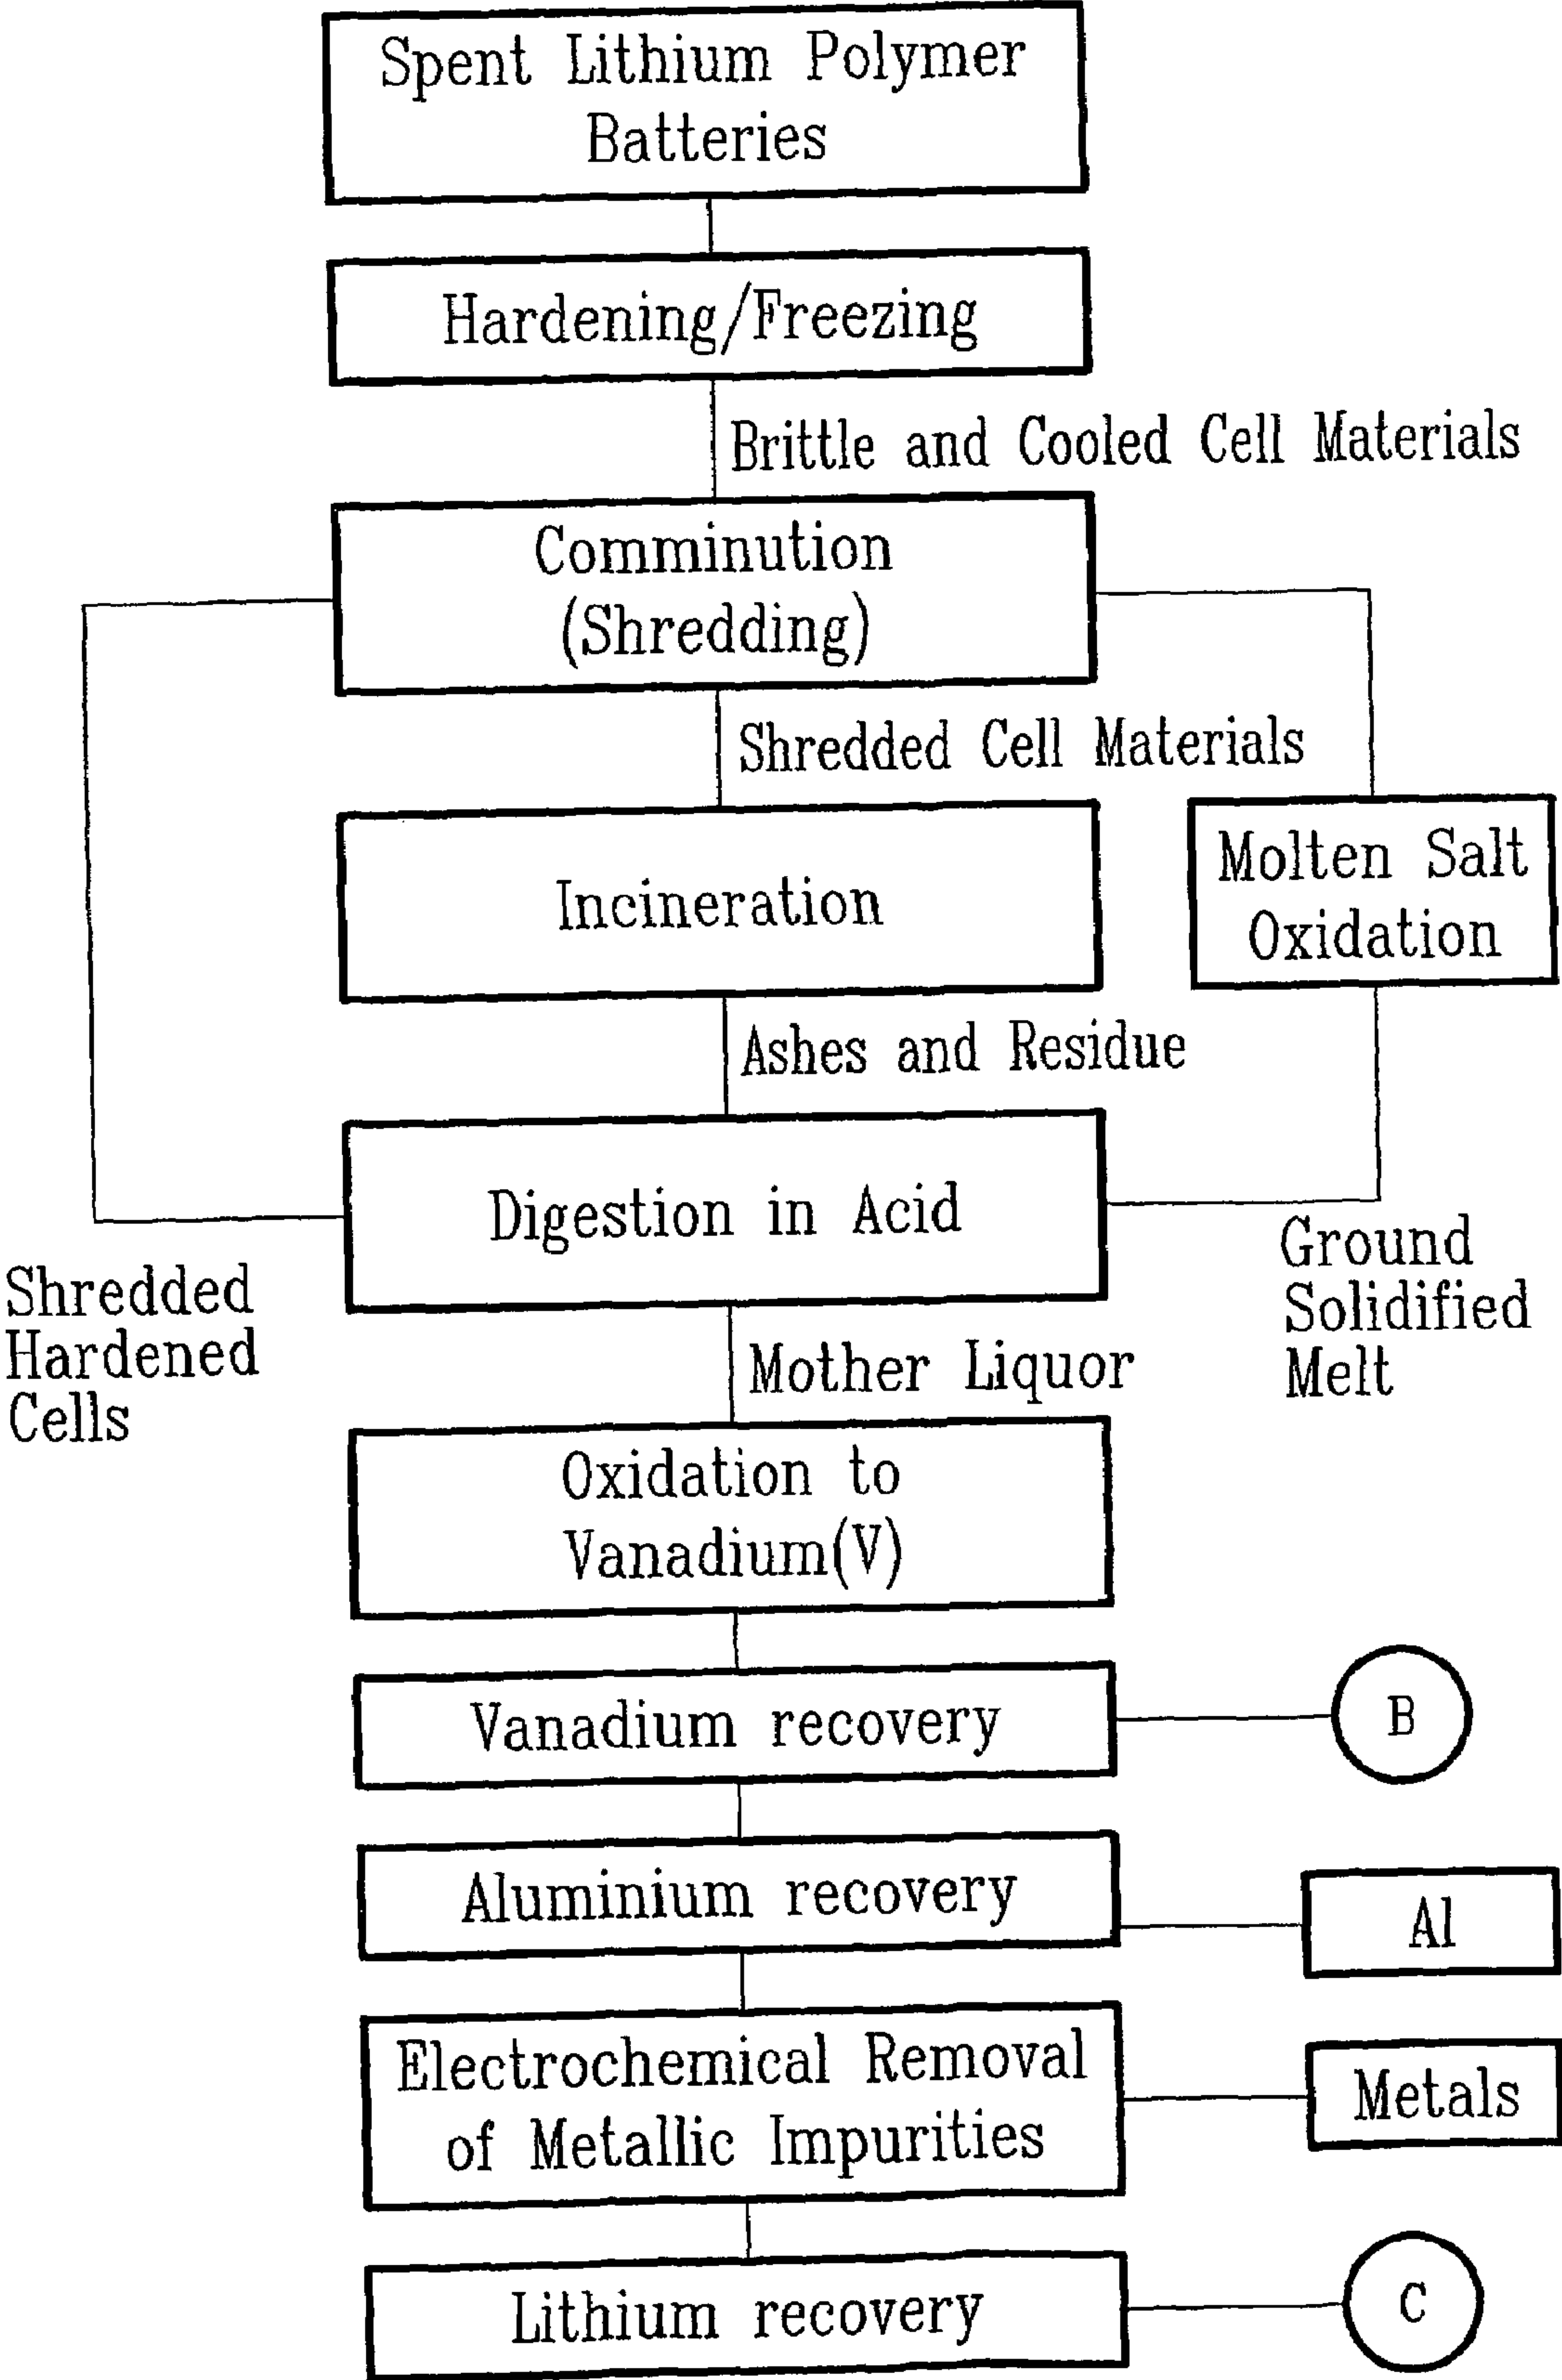 Spent Lithium Polymer
Batteries
Hardening/Freezing
Brittle and Cooled Cell Materials
Comminution
(Shredding)
Shredded Cell Materials
Incineration
Molten Salt
Oxidation
Ashes and Residue
Digestion in Acid
Shredded
Hardened
Cells
Ground
Solidified
Melt
Mother Liquor
Oxidation to
Vanadium(V)
Vanadium recovery
B
Aluminium recovery
Al
Electrochemical Removal
of Metallic Impurities
Metals
Lithium recovery
C